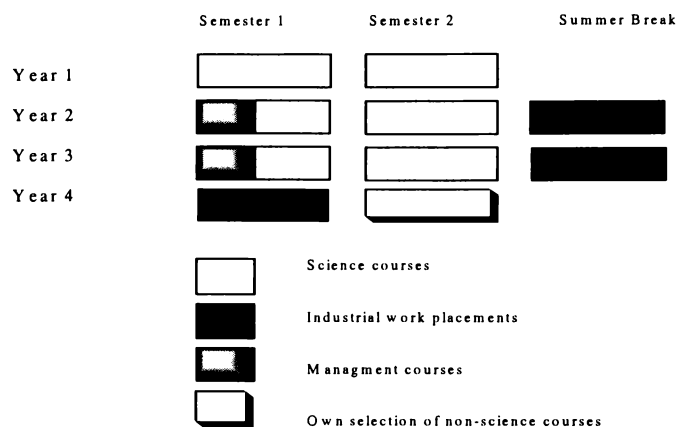 Semester 1 Semester 2 Summer Break
Year 1
Year 2
Year 3
Year 4
Science courses
Industrial work placements
Managment courses
Own selection of non-science courses